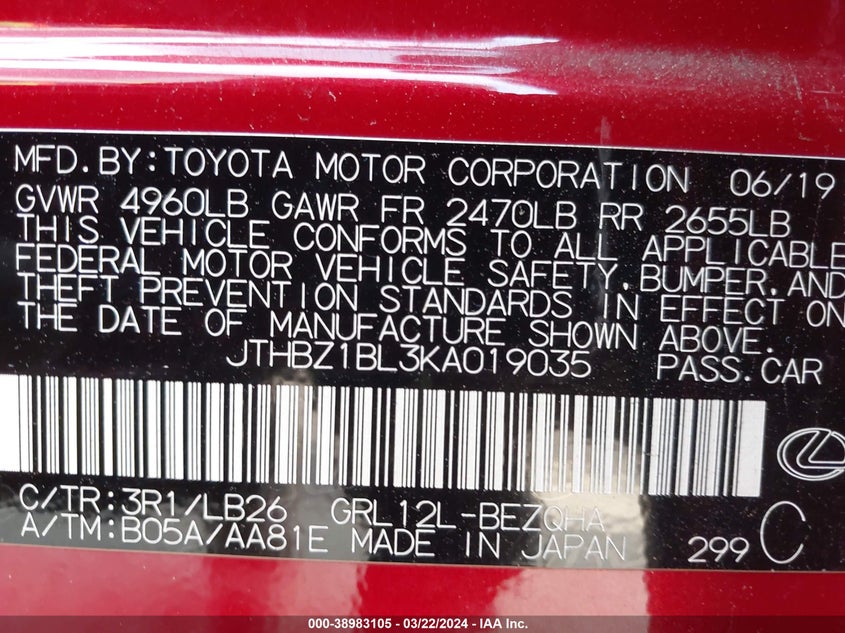 MFD.BY:TOYOTA MOTOR CORPORATION 06/19
GVWR 4960LB GAWR FR 2470LB RR 2655LB
THIS VEHICLE CONFORMS TO ALL APPLICABLE
FEDERAL MOTOR VEHICLE SAFETY,BUMPER,AND
THEFT PREVENTION STANDARDS IN EFFECT ON
THE DATE OF MANUFACTURE SHOWN ABOVE.
JTHBZ1BL3KA019035 PASS.CAR
C/TR:3R1/LB26 GRL12L-BEZQHA
A/TM:B05A/AA81E MADE IN JAPAN 299 C
000-38983105 - 03/22/2024 - IAA Inc.